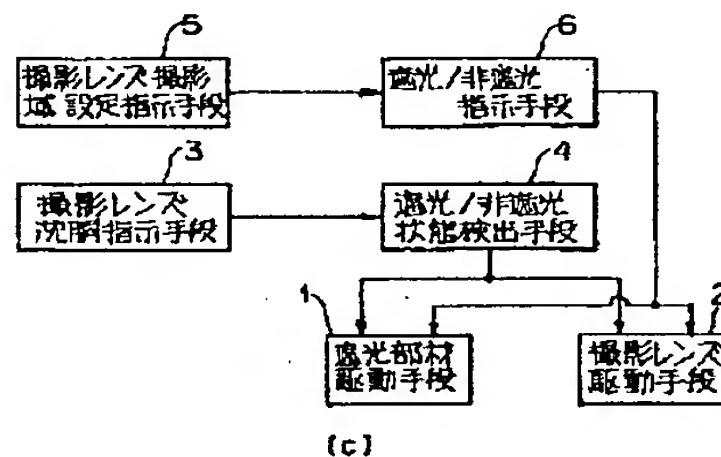 5
撮影レンズ撮影
域設定指示手段
6
遮光/非遮光
指示手段
3
撮影レンズ
沈胴指示手段
4
遮光/非遮光
状態検出手段
1
遮光部材
駆動手段
2
撮影レンズ
駆動手段
(c)